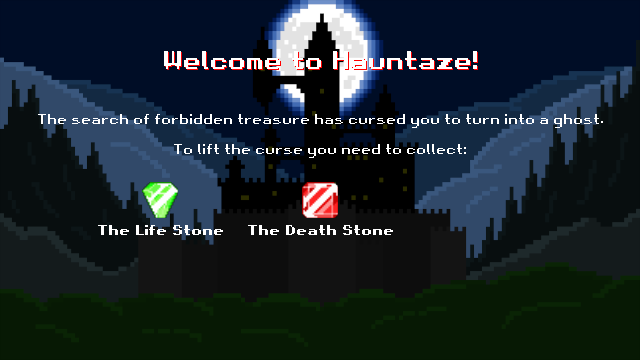 Welcome to Hauntaze!
The search of forbidden treasure has cursed you to turn into a ghost.
To lift the curse you need to collect:
The Life Stone The Death Stone